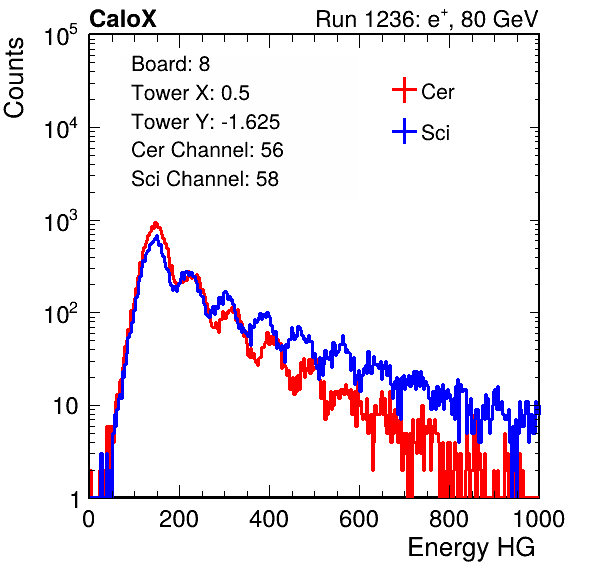 CaloX Run 1236: e⁺, 80 GeV
Counts
Board: 8
Tower X: 0.5
Tower Y: -1.625
Cer Channel: 56
Sci Channel: 58
Cer
Sci
10⁵
10⁴
10³
10²
10
1
0 200 400 600 800 1000
Energy HG